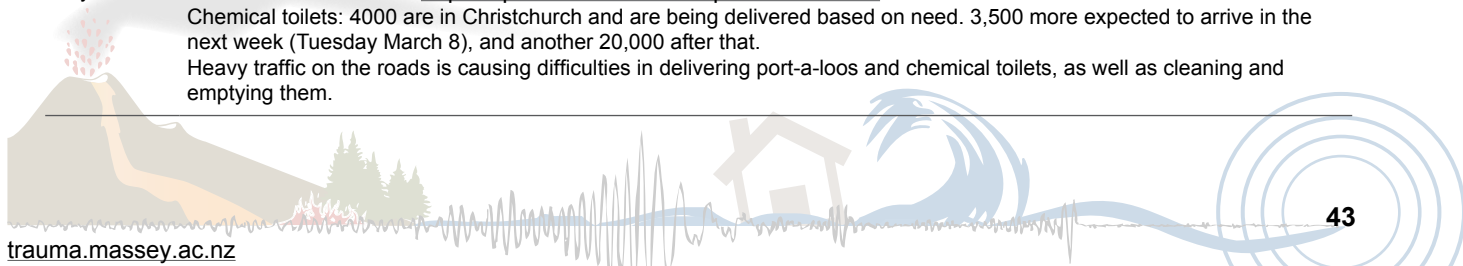 Chemical toilets: 4000 are in Christchurch and are being delivered based on need. 3,500 more expected to arrive in the
next week (Tuesday March 8), and another 20,000 after that.
Heavy traffic on the roads is causing difficulties in delivering port-a-loos and chemical toilets, as well as cleaning and
emptying them.
43
trauma.massey.ac.nz